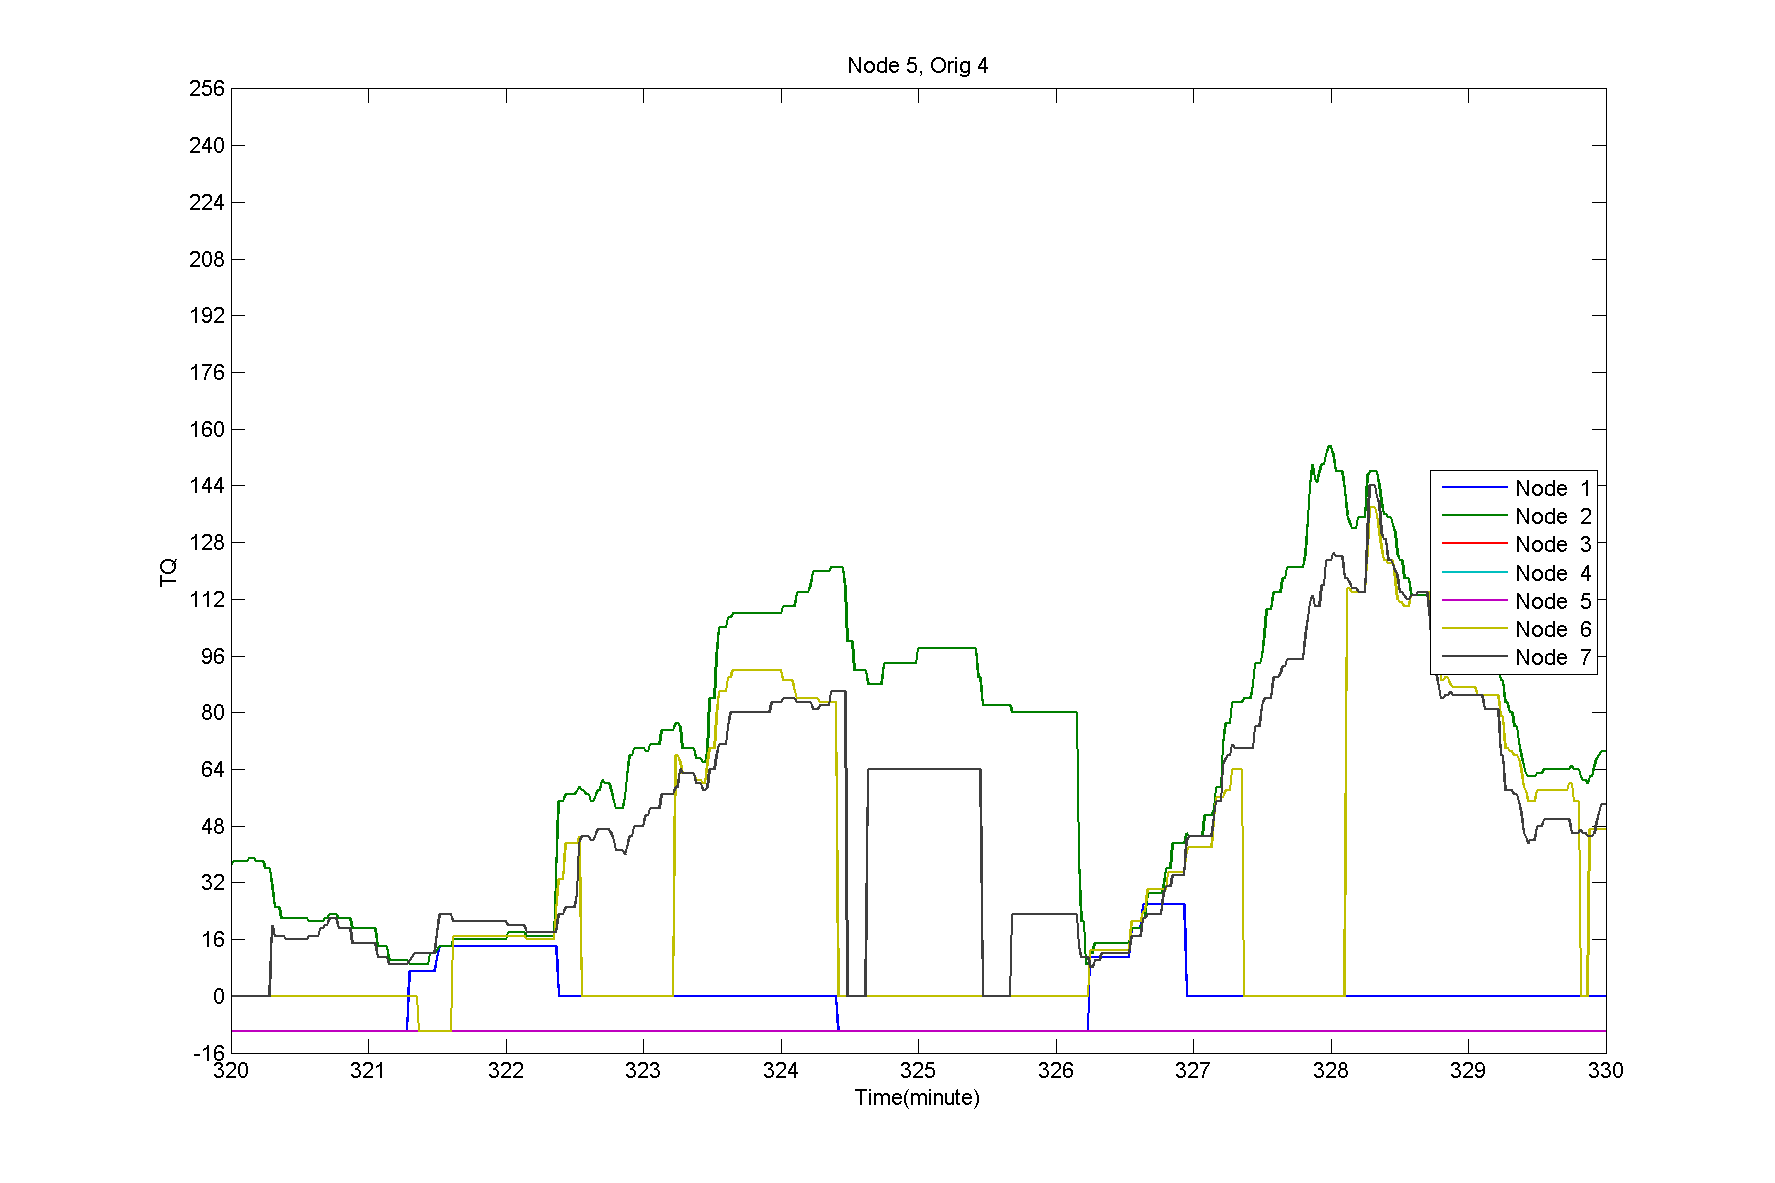 Node 5, Orig 4
256
240
224
208
192
176
160
144
128
112
96
80
64
48
32
16
0
-16
TQ
Node 1
Node 2
Node 3
Node 4
Node 5
Node 6
Node 7
320 321 322 323 324 325 326 327 328 329 330
Time(minute)